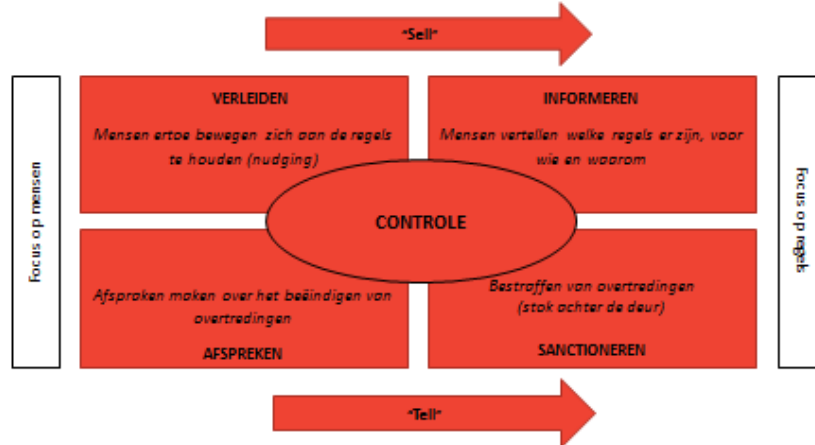 "Sell"
Focus op mensen
VERLEIDEN
Mensen ertoe bewegen zich aan de regels
te houden (nudging)
INFORMEREN
Mensen vertellen welke regels er zijn, voor
wie en waarom
Focus op regels
CONTROLE
Afspraken maken over het beëindigen van
overtredingen
AFSPREKEN
Bestraffen van overtredingen
(stok achter de deur)
SANCTIONEREN
"Tell"